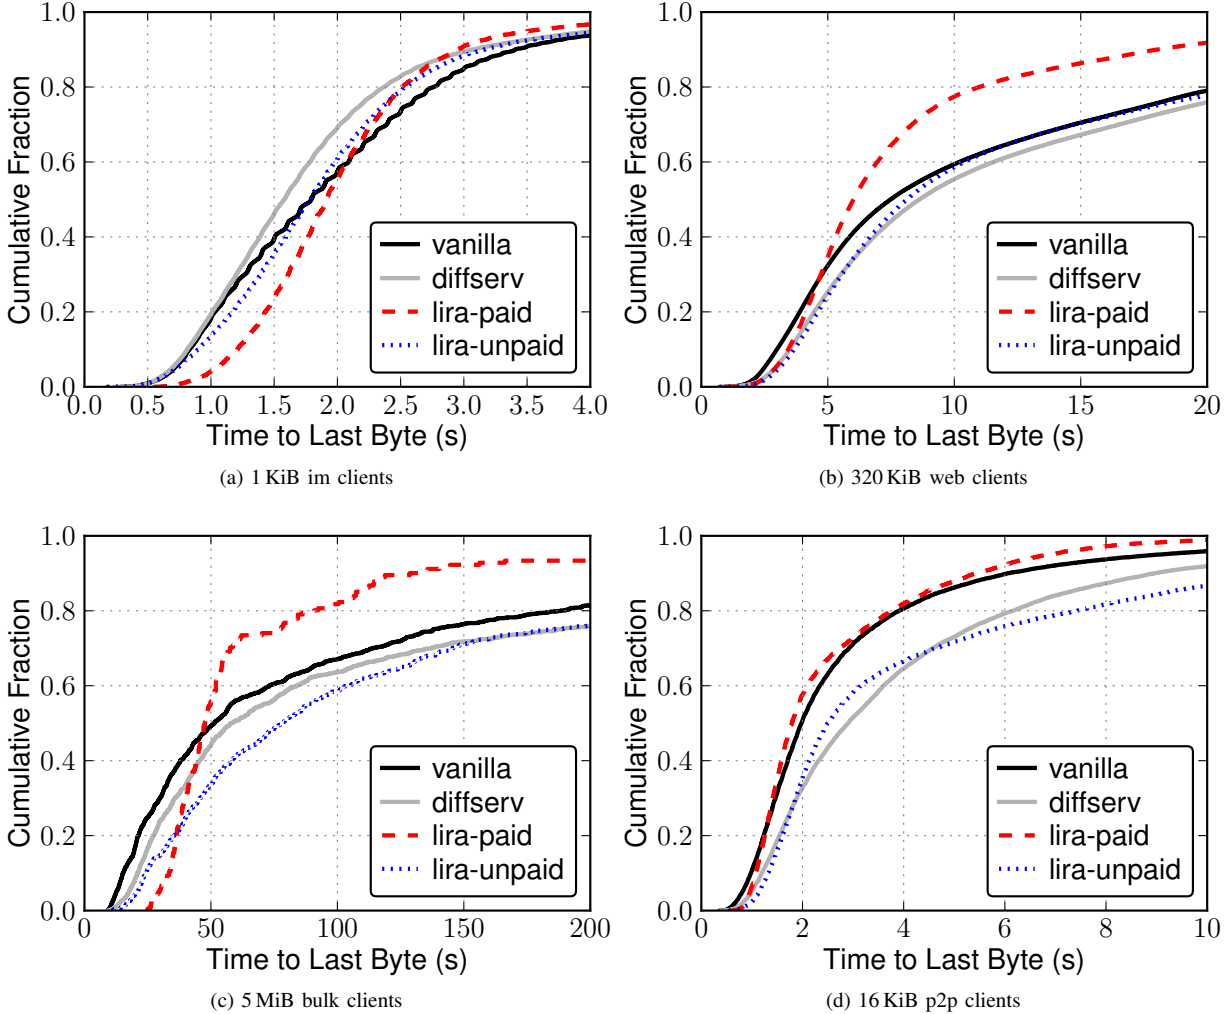 1.0
0.8
0.6
0.4
0.2
0.0
Cumulative Fraction
vanilla
diffserv
lira-paid
lira-unpaid
0.0 0.5 1.0 1.5 2.0 2.5 3.0 3.5 4.0
Time to Last Byte (s)
(a) 1 KiB im clients
1.0
0.8
0.6
0.4
0.2
0.0
Cumulative Fraction
vanilla
diffserv
lira-paid
lira-unpaid
0 5 10 15 20
Time to Last Byte (s)
(b) 320 KiB web clients
1.0
0.8
0.6
0.4
0.2
0.0
Cumulative Fraction
vanilla
diffserv
lira-paid
lira-unpaid
0 50 100 150 200
Time to Last Byte (s)
(c) 5 MiB bulk clients
1.0
0.8
0.6
0.4
0.2
0.0
Cumulative Fraction
vanilla
diffserv
lira-paid
lira-unpaid
0 2 4 6 8 10
Time to Last Byte (s)
(d) 16 KiB p2p clients